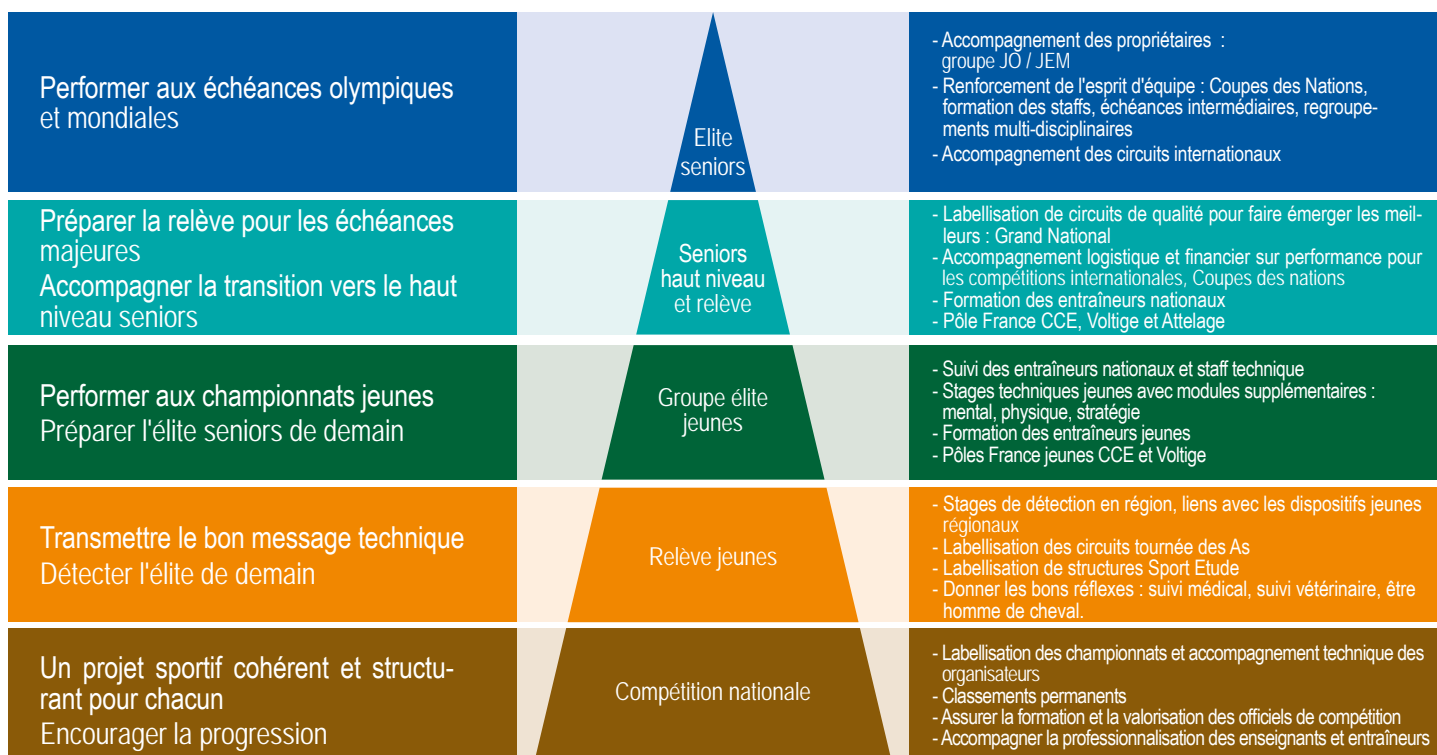 Performer aux échéances olympiques
et mondiales
Elite
seniors
- Accompagnement des propriétaires :
groupe JO / JEM
- Renforcement de l'esprit d'équipe : Coupes des Nations,
formation des staffs, échéances intermédiaires, regroupe-
ments multi-disciplinaires
- Accompagnement des circuits internationaux
Préparer la relève pour les échéances
majeures
Accompagner la transition vers le haut
niveau seniors
Seniors
haut niveau
et relève
- Labellisation de circuits de qualité pour faire émerger les meil-
leurs : Grand National
- Accompagnement logistique et financier sur performance pour
les compétitions internationales, Coupes des nations
- Formation des entraîneurs nationaux
- Pôle France CCE, Voltige et Attelage
Performer aux championnats jeunes
Préparer l'élite seniors de demain
Groupe élite
jeunes
- Suivi des entraîneurs nationaux et staff technique
- Stages techniques jeunes avec modules supplémentaires :
mental, physique, stratégie
- Formation des entraîneurs jeunes
- Pôles France jeunes CCE et Voltige
Transmettre le bon message technique
Détecter l'élite de demain
Relève jeunes
- Stages de détection en région, liens avec les dispositifs jeunes
régionaux
- Labellisation des circuits tournée des As
- Labellisation de structures Sport Etude
- Donner les bons réflexes : suivi médical, suivi vétérinaire, être
homme de cheval.
Un projet sportif cohérent et structu-
rant pour chacun
Encourager la progression
Compétition nationale
- Labellisation des championnats et accompagnement technique des
organisateurs
- Classements permanents
- Assurer la formation et la valorisation des officiels de compétition
- Accompagner la professionnalisation des enseignants et entraîneurs